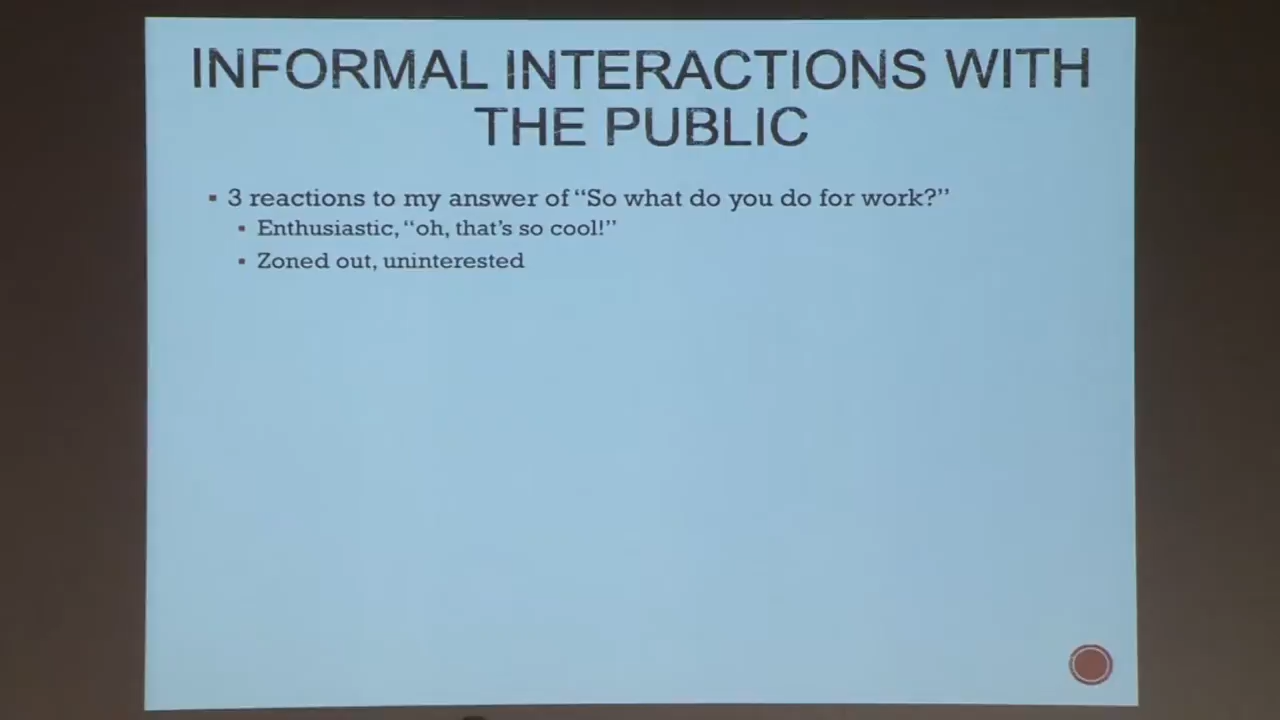 INFORMAL INTERACTIONS WITH
THE PUBLIC
▪ 3 reactions to my answer of “So what do you do for work?”
▪ Enthusiastic, “oh, that’s so cool!”
▪ Zoned out, uninterested